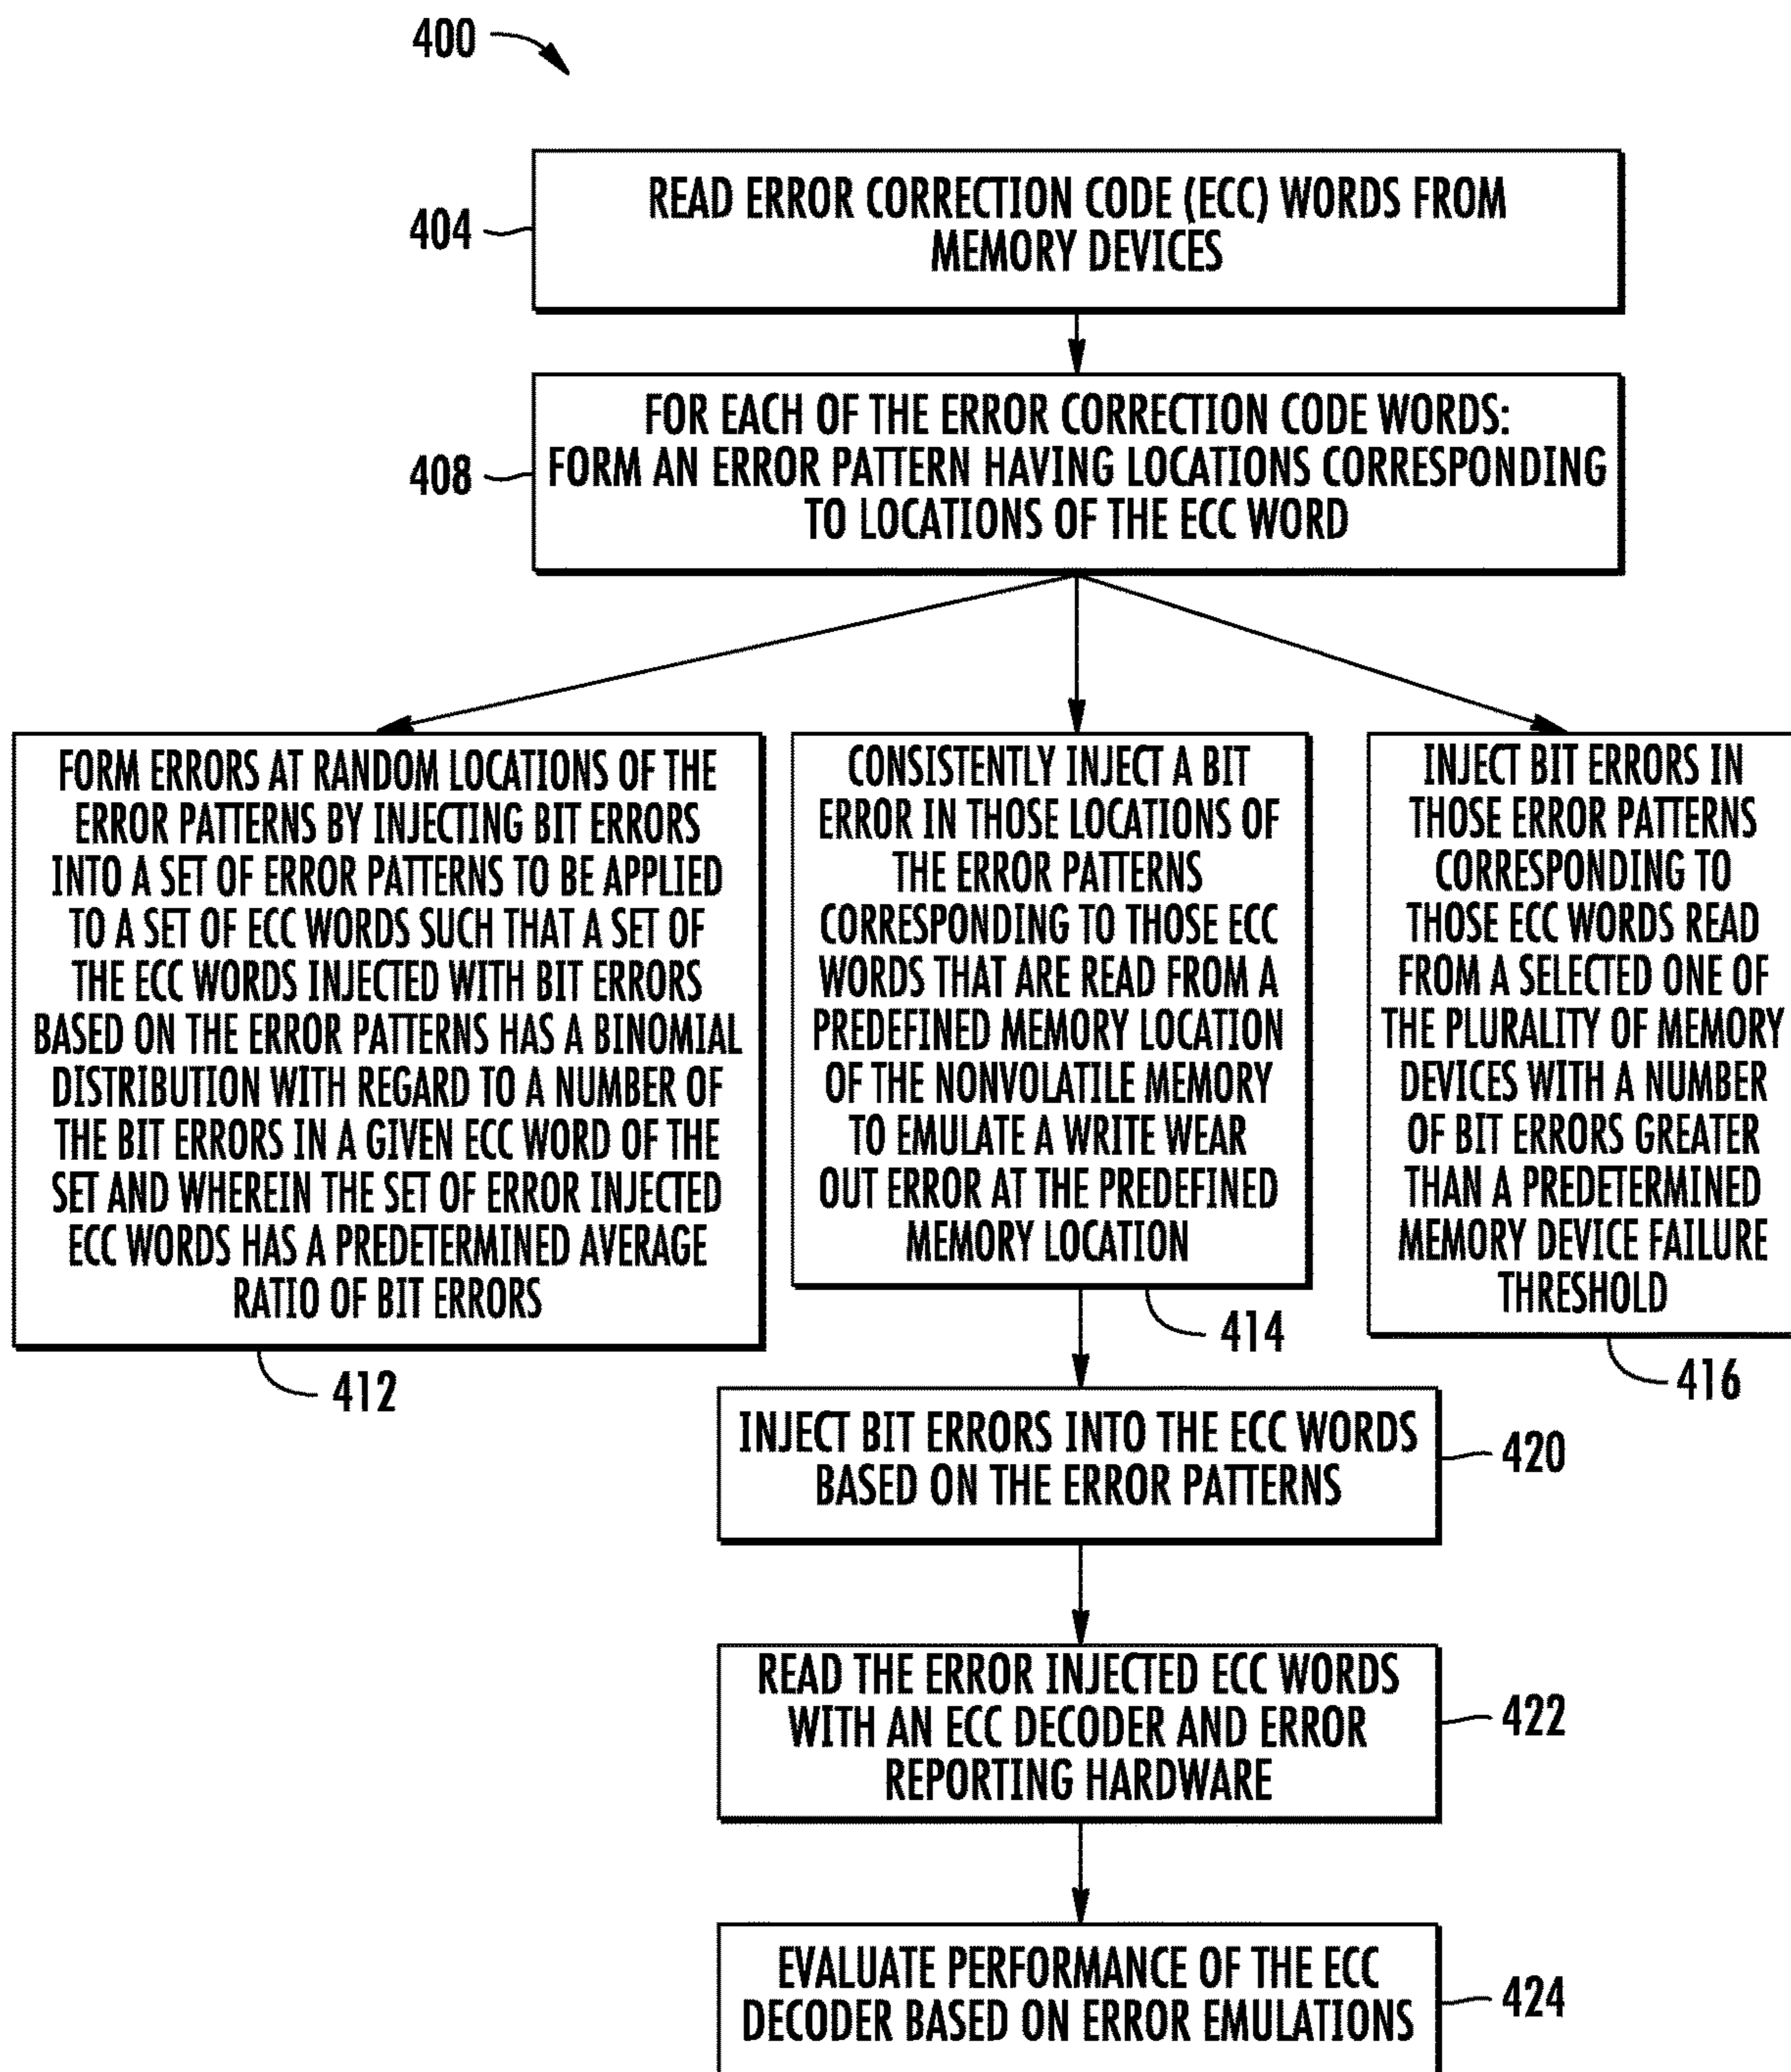 400
404
READ ERROR CORRECTION CODE (ECC) WORDS FROM
MEMORY DEVICES
408
FOR EACH OF THE ERROR CORRECTION CODE WORDS:
FORM AN ERROR PATTERN HAVING LOCATIONS CORRESPONDING
TO LOCATIONS OF THE ECC WORD
FORM ERRORS AT RANDOM LOCATIONS OF THE
ERROR PATTERNS BY INJECTING BIT ERRORS
INTO A SET OF ERROR PATTERNS TO BE APPLIED
TO A SET OF ECC WORDS SUCH THAT A SET OF
THE ECC WORDS INJECTED WITH BIT ERRORS
BASED ON THE ERROR PATTERNS HAS A BINOMIAL
DISTRIBUTION WITH REGARD TO A NUMBER OF
THE BIT ERRORS IN A GIVEN ECC WORD OF THE
SET AND WHEREIN THE SET OF ERROR INJECTED
ECC WORDS HAS A PREDETERMINED AVERAGE
RATIO OF BIT ERRORS
412
CONSISTENTLY INJECT A BIT
ERROR IN THOSE LOCATIONS OF
THE ERROR PATTERNS
CORRESPONDING TO THOSE ECC
WORDS THAT ARE READ FROM A
PREDEFINED MEMORY LOCATION
OF THE NONVOLATILE MEMORY
TO EMULATE A WRITE WEAR
OUT ERROR AT THE PREDEFINED
MEMORY LOCATION
414
INJECT BIT ERRORS IN
THOSE ERROR PATTERNS
CORRESPONDING TO
THOSE ECC WORDS READ
FROM A SELECTED ONE OF
THE PLURALITY OF MEMORY
DEVICES WITH A NUMBER
OF BIT ERRORS GREATER
THAN A PREDETERMINED
MEMORY DEVICE FAILURE
THRESHOLD
416
INJECT BIT ERRORS INTO THE ECC WORDS
BASED ON THE ERROR PATTERNS
420
READ THE ERROR INJECTED ECC WORDS
WITH AN ECC DECODER AND ERROR
REPORTING HARDWARE
422
EVALUATE PERFORMANCE OF THE ECC
DECODER BASED ON ERROR EMULATIONS
424